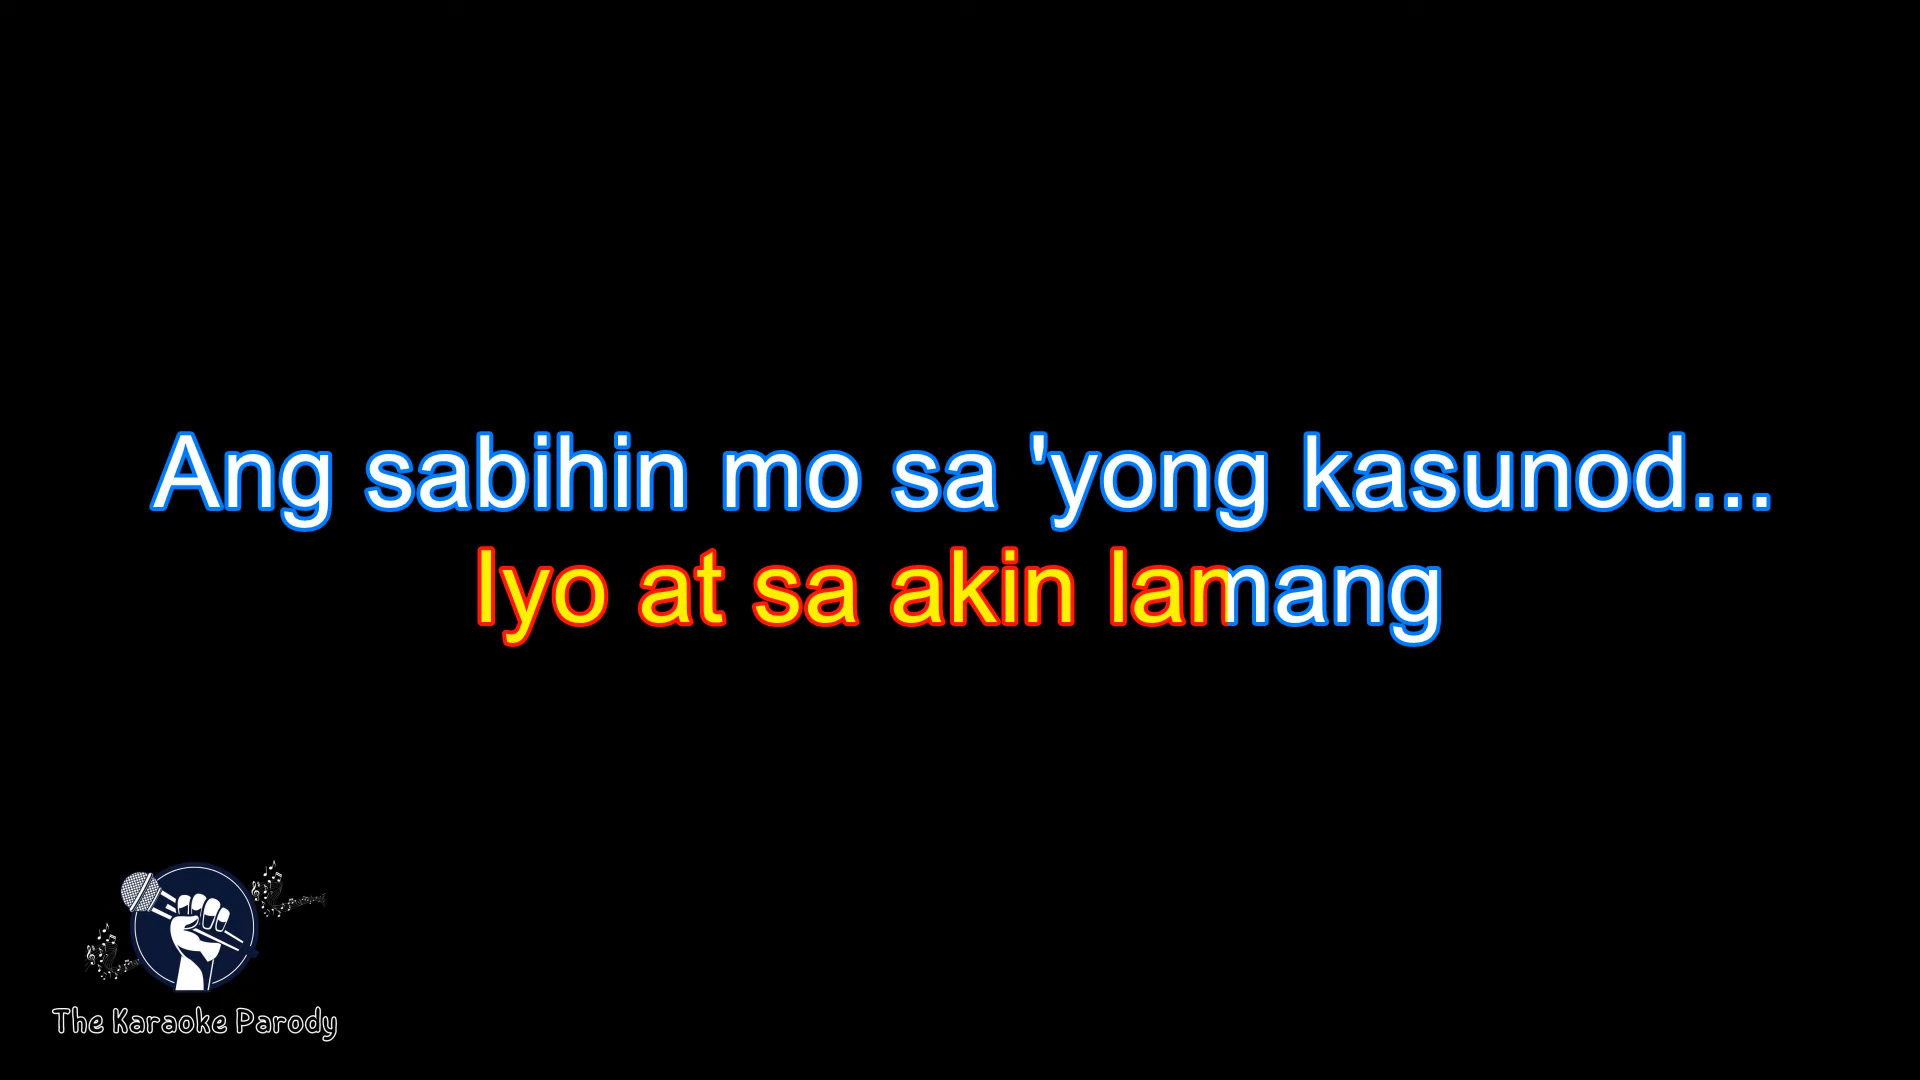 Ang sabihin mo sa 'yong kasunod...
Iyo at sa akin lamang
The Karaoke Parody